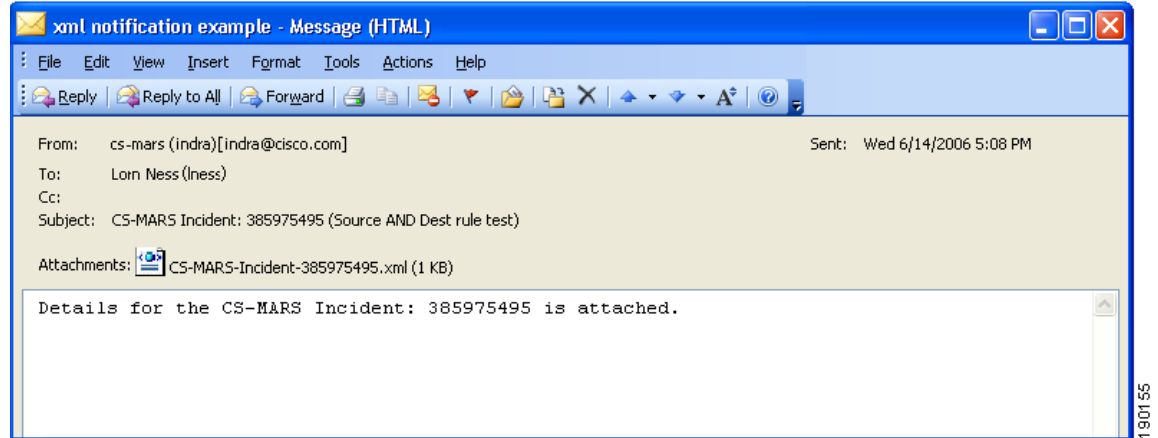 xml notification example - Message (HTML)
File Edit View Insert Format Tools Actions Help
Reply Reply to All Forward A
From: cs-mars (indra)[indra@cisco.com] Sent: Wed 6/14/2006 5:08 PM
To: Lorn Ness (lness)
Cc:
Subject: CS-MARS Incident: 385975495 (Source AND Dest rule test)
Attachments: CS-MARS-Incident-385975495.xml (1 KB)
Details for the CS-MARS Incident: 385975495 is attached.
190155